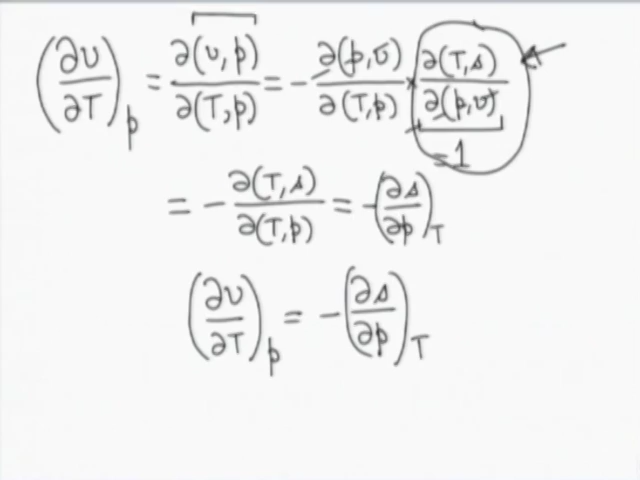 (∂v/∂T)_p = ∂(v,p)/∂(T,p) = - ∂(p,v)/∂(T,p) × ∂(T,s)/∂(p,v)
=1
= - ∂(T,s)/∂(T,p) = -(∂s/∂p)_T
(∂v/∂T)_p = -(∂s/∂p)_T